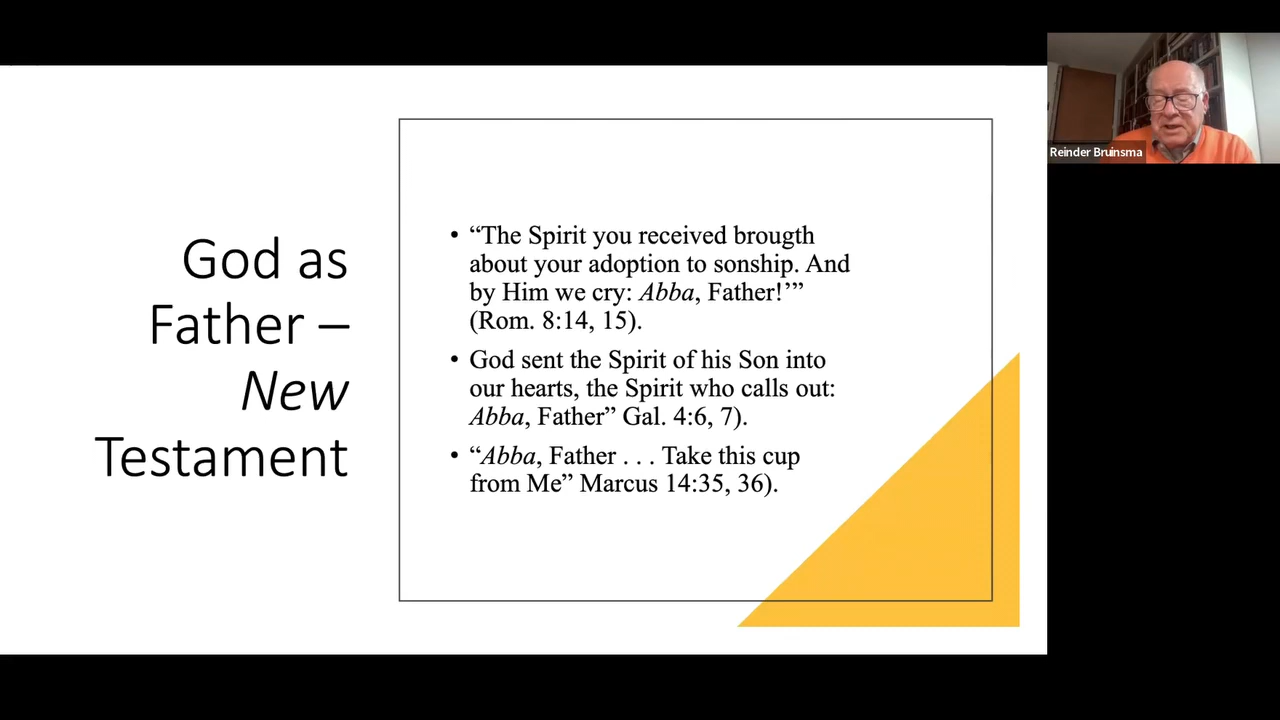 God as
Father –
New
Testament
• “The Spirit you received brougth
about your adoption to sonship. And
by Him we cry: Abba, Father!’”
(Rom. 8:14, 15).
• God sent the Spirit of his Son into
our hearts, the Spirit who calls out:
Abba, Father” Gal. 4:6, 7).
• “Abba, Father . . . Take this cup
from Me” Marcus 14:35, 36).
Reinder Bruinsma